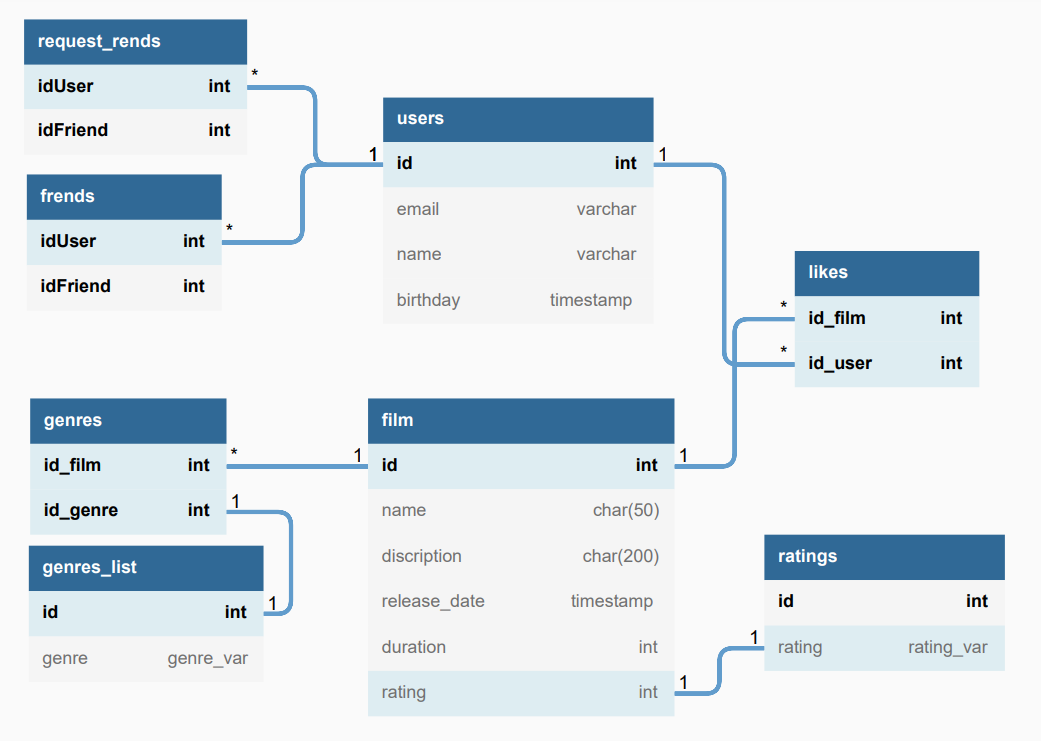 request_rends
idUser int
idFriend int
*
frends
idUser int
idFriend int
*
users
1 id int 1
email varchar
name varchar
birthday timestamp
likes
* id_film int
* id_user int
genres
id_film int *
id_genre int 1
genres_list
id int 1
genre genre_var
film
1 id int 1
name char(50)
discription char(200)
release_date timestamp
duration int
rating int 1
ratings
id int
1 rating rating_var